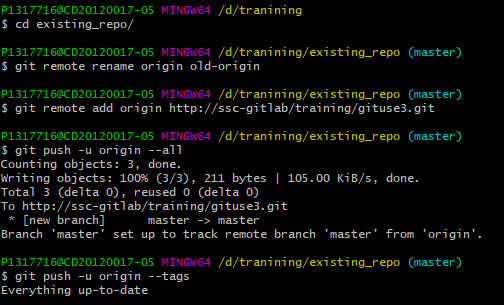 P1317716@CD20120017-05 MINGW64 /d/tranining
$ cd existing_repo/
P1317716@CD20120017-05 MINGW64 /d/tranining/existing_repo (master)
$ git remote rename origin old-origin
P1317716@CD20120017-05 MINGW64 /d/tranining/existing_repo (master)
$ git remote add origin http://ssc-gitlab/training/gituse3.git
P1317716@CD20120017-05 MINGW64 /d/tranining/existing_repo (master)
$ git push -u origin --all
Counting objects: 3, done.
Writing objects: 100% (3/3), 211 bytes | 105.00 KiB/s, done.
Total 3 (delta 0), reused 0 (delta 0)
To http://ssc-gitlab/training/gituse3.git
 * [new branch]      master -> master
Branch 'master' set up to track remote branch 'master' from 'origin'.
P1317716@CD20120017-05 MINGW64 /d/tranining/existing_repo (master)
$ git push -u origin --tags
Everything up-to-date